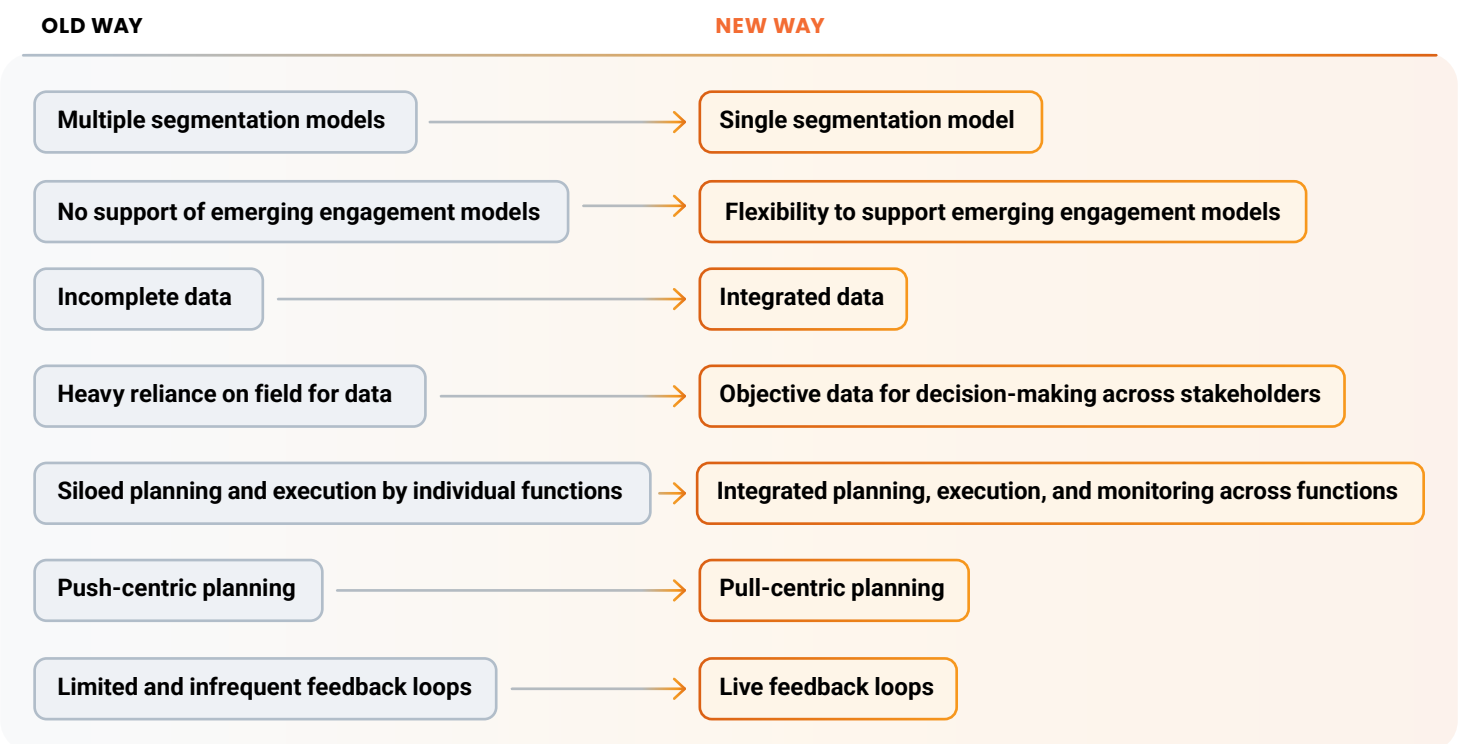 OLD WAY
NEW WAY
Multiple segmentation models
Single segmentation model
No support of emerging engagement models
Flexibility to support emerging engagement models
Incomplete data
Integrated data
Heavy reliance on field for data
Objective data for decision-making across stakeholders
Siloed planning and execution by individual functions
Integrated planning, execution, and monitoring across functions
Push-centric planning
Pull-centric planning
Limited and infrequent feedback loops
Live feedback loops